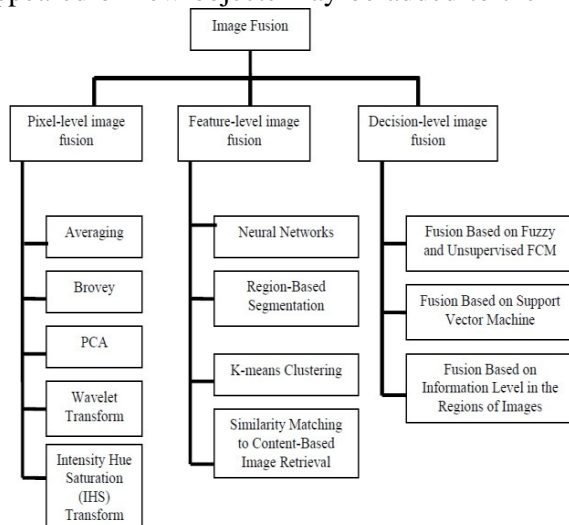 Image Fusion
Pixel-level image
fusion
Feature-level image
fusion
Decision-level image
fusion
Averaging
Brovey
PCA
Wavelet
Transform
Intensity Hue
Saturation
(IHS)
Transform
Neural Networks
Region-Based
Segmentation
K-means Clustering
Similarity Matching
to Content-Based
Image Retrieval
Fusion Based on Fuzzy
and Unsupervised FCM
Fusion Based on Support
Vector Machine
Fusion Based on
Information Level in the
Regions of Images